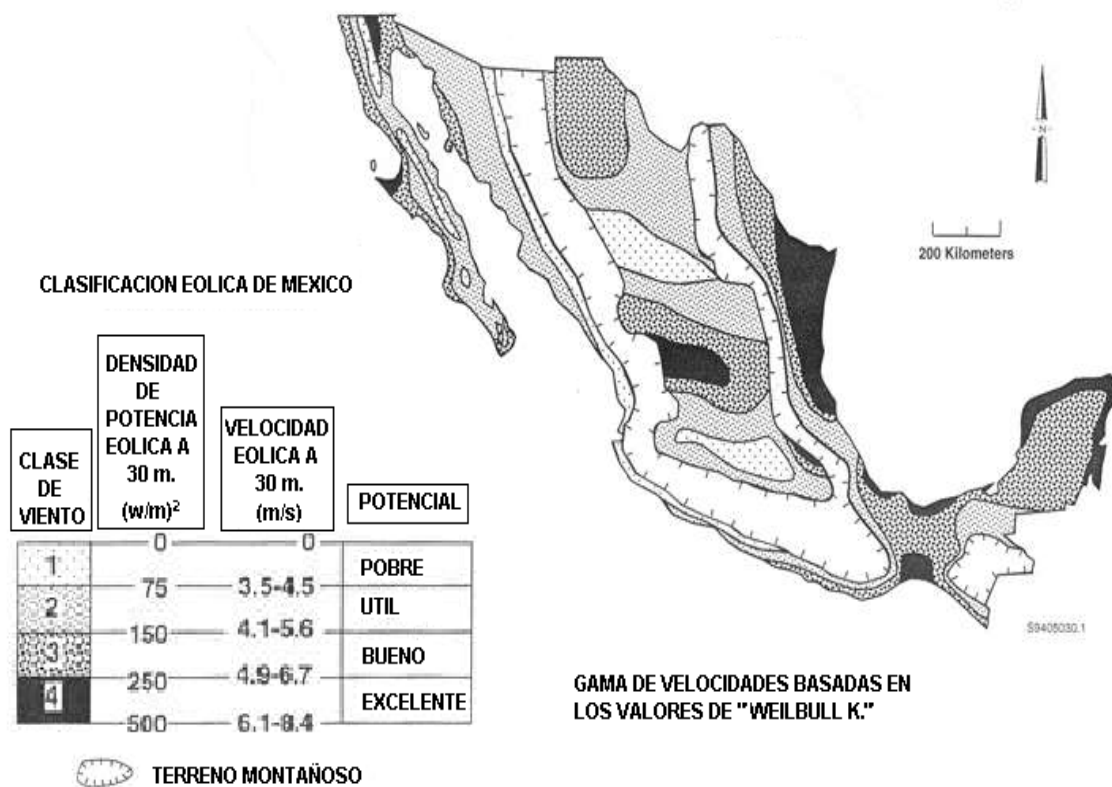 -N-
200 Kilometers
CLASIFICACION EOLICA DE MEXICO
CLASE
DE
VIENTO
DENSIDAD
DE
POTENCIA
EOLICA A
30 m.
(w/m)²
VELOCIDAD
EOLICA A
30 m.
(m/s)
POTENCIAL
0 0
1 POBRE
75 3.5-4.5
2 UTIL
150 4.1-5.6
3 BUENO
250 4.9-6.7
4 EXCELENTE
500 6.1-8.4
TERRENO MONTAÑOSO
S9405030.1
GAMA DE VELOCIDADES BASADAS EN
LOS VALORES DE "WEILBULL K."